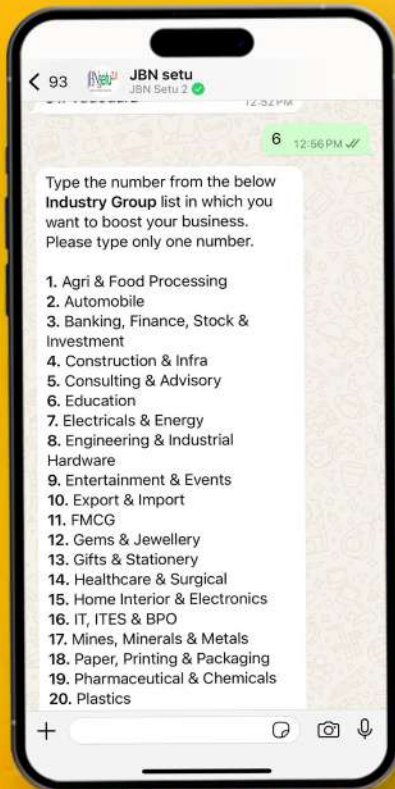 93
JBN setu
JBN Setu 2
12:52 PM
6 12:56 PM
Type the number from the below
Industry Group list in which you
want to boost your business.
Please type only one number.
1. Agri & Food Processing
2. Automobile
3. Banking, Finance, Stock &
Investment
4. Construction & Infra
5. Consulting & Advisory
6. Education
7. Electricals & Energy
8. Engineering & Industrial
Hardware
9. Entertainment & Events
10. Export & Import
11. FMCG
12. Gems & Jewellery
13. Gifts & Stationery
14. Healthcare & Surgical
15. Home Interior & Electronics
16. IT, ITES & BPO
17. Mines, Minerals & Metals
18. Paper, Printing & Packaging
19. Pharmaceutical & Chemicals
20. Plastics